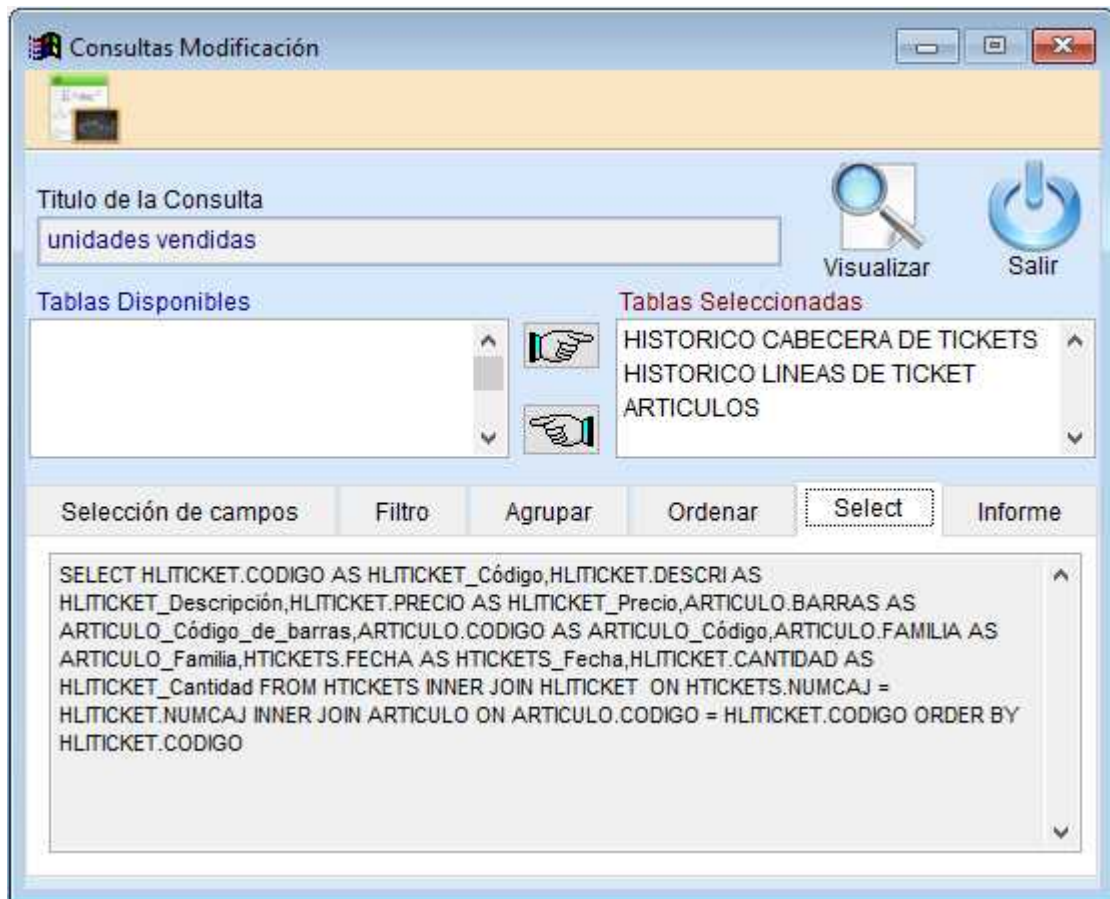 Consultas Modificación
Titulo de la Consulta
unidades vendidas
Visualizar
Salir
Tablas Disponibles
Tablas Seleccionadas
HISTORICO CABECERA DE TICKETS
HISTORICO LINEAS DE TICKET
ARTICULOS
Selección de campos
Filtro
Agrupar
Ordenar
Select
Informe
SELECT HLITICKET.CODIGO AS HLITICKET_Código,HLITICKET.DESCRI AS
HLITICKET_Descripción,HLITICKET.PRECIO AS HLITICKET_Precio,ARTICULO.BARRAS AS
ARTICULO_Código_de_barras,ARTICULO.CODIGO AS ARTICULO_Código,ARTICULO.FAMILIA AS
ARTICULO_Familia,HTICKETS.FECHA AS HTICKETS_Fecha,HLITICKET.CANTIDAD AS
HLITICKET_Cantidad FROM HTICKETS INNER JOIN HLITICKET  ON HTICKETS.NUMCAJ =
HLITICKET.NUMCAJ INNER JOIN ARTICULO ON ARTICULO.CODIGO = HLITICKET.CODIGO ORDER BY
HLITICKET.CODIGO